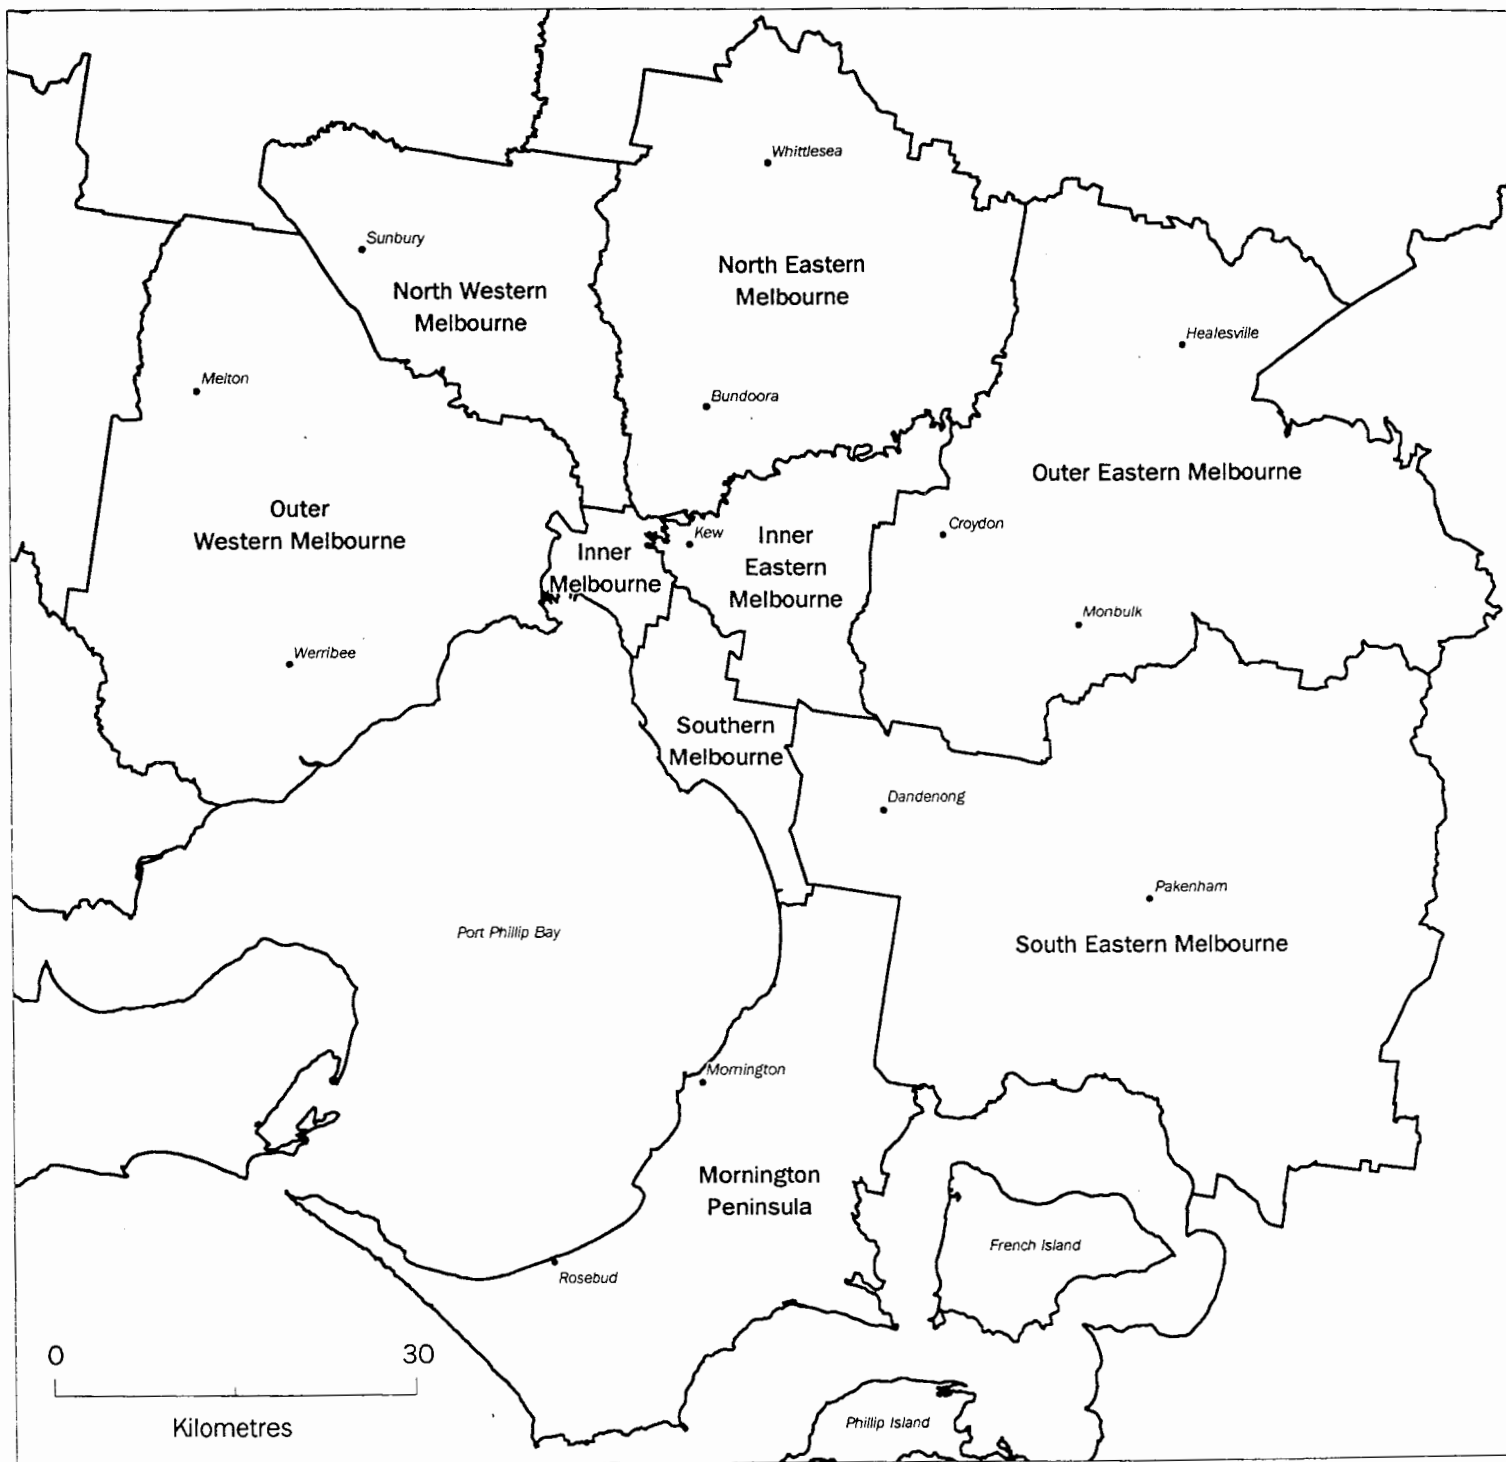 Whittlesea
Sunbury
North Eastern
Melbourne
North Western
Melbourne
Healesville
Melton
Bundoora
Outer Eastern Melbourne
Outer
Western Melbourne
Croydon
Kew
Inner
Eastern
Melbourne
Inner
Melbourne
Monbulk
Werribee
Southern
Melbourne
Dandenong
Pakenham
Port Phillip Bay
South Eastern Melbourne
Mornington
Mornington
Peninsula
French Island
Rosebud
0 30
Kilometres
Phillip Island